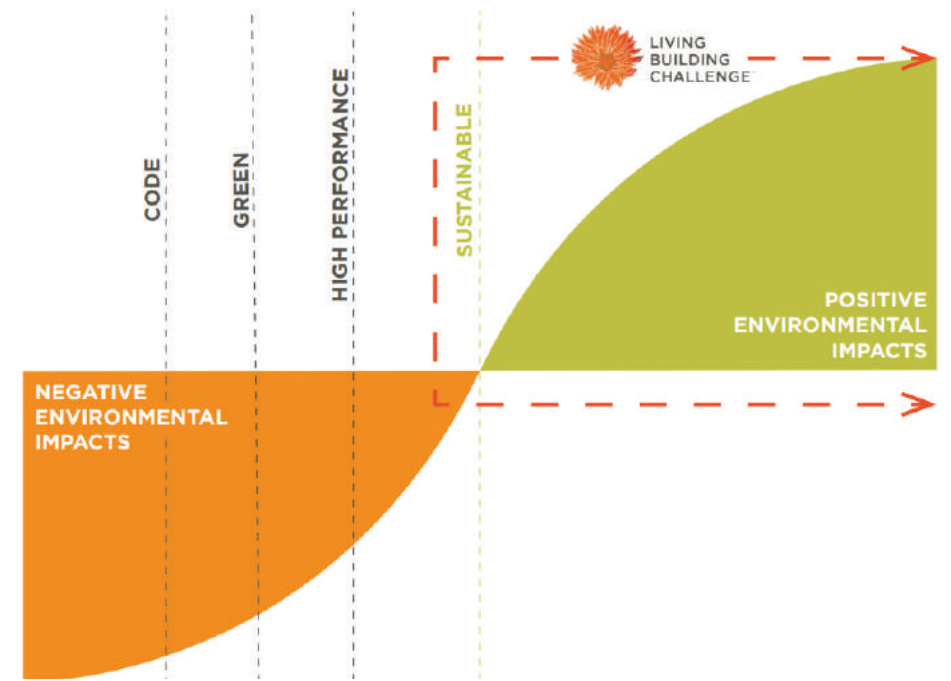 LIVING
BUILDING
CHALLENGE
CODE
GREEN
HIGH PERFORMANCE
SUSTAINABLE
POSITIVE
ENVIRONMENTAL
IMPACTS
NEGATIVE
ENVIRONMENTAL
IMPACTS